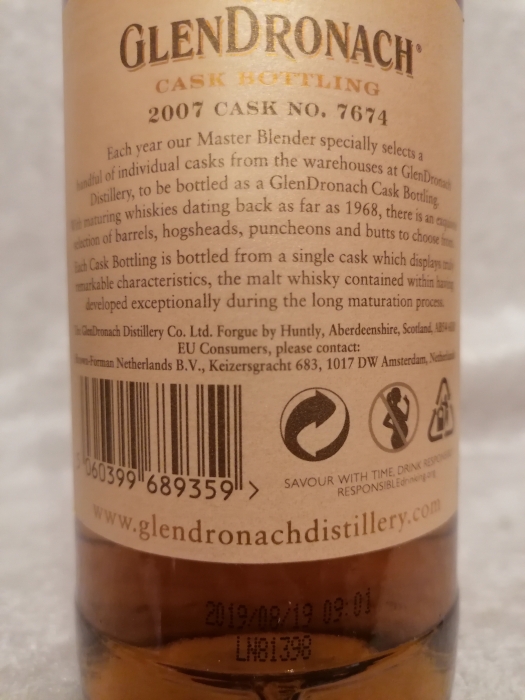 GLENDRONACH®
CASK BOTTLING
2007 CASK NO. 7674
Each year our Master Blender specially selects a
handful of individual casks from the warehouses at GlenDronach
Distillery, to be bottled as a GlenDronach Cask Bottling.
With maturing whiskies dating back as far as 1968, there is an
selection of barrels, hogsheads, puncheons and butts to choose from.
Each Cask Bottling is bottled from a single cask which displays
remarkable characteristics, the malt whisky contained within having
developed exceptionally during the long maturation process.
The GlenDronach Distillery Co. Ltd. Forgue by Huntly, Aberdeenshire, Scotland,
EU Consumers, please contact:
Brown-Forman Netherlands B.V., Keizersgracht 683, 1017 DW Amsterdam, Netherlands
060399 689359 >
SAVOUR WITH TIME, DRINK
RESPONSIBLEdrinking.org
www.glendronachdistillery.com
2019/08/19 09:01
LN81398